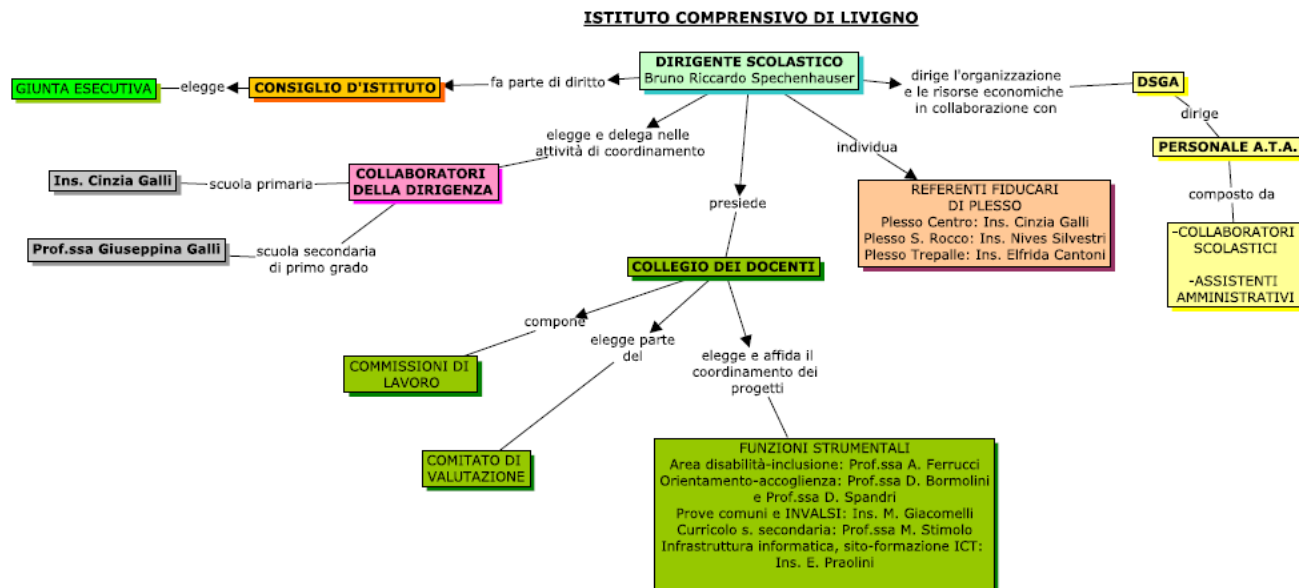 ISTITUTO COMPRENSIVO DI LIVIGNO
DIRIGENTE SCOLASTICO
Bruno Riccardo Spechenhauser
GIUNTA ESECUTIVA
elegge
CONSIGLIO D'ISTITUTO
fa parte di diritto
dirige l'organizzazione
e le risorse economiche
in collaborazione con
DSGA
dirige
PERSONALE A.T.A.
composto da
-COLLABORATORI
SCOLASTICI
-ASSISTENTI
AMMINISTRATIVI
elegge e delega nelle
attività di coordinamento
COLLABORATORI
DELLA DIRIGENZA
scuola primaria
Ins. Cinzia Galli
scuola secondaria
di primo grado
Prof.ssa Giuseppina Galli
individua
REFERENTI FIDUCARI
DI PLESSO
Plesso Centro: Ins. Cinzia Galli
Plesso S. Rocco: Ins. Nives Silvestri
Plesso Trepalle: Ins. Elfrida Cantoni
presiede
COLLEGIO DEI DOCENTI
compone
COMMISSIONI DI
LAVORO
elegge parte
del
COMITATO DI
VALUTAZIONE
elegge e affida il
coordinamento dei
progetti
FUNZIONI STRUMENTALI
Area disabilità-inclusione: Prof.ssa A. Ferrucci
Orientamento-accoglienza: Prof.ssa D. Bormolini
e Prof.ssa D. Spandri
Prove comuni e INVALSI: Ins. M. Giacomelli
Curricolo s. secondaria: Prof.ssa M. Stimolo
Infrastruttura informatica, sito-formazione ICT:
Ins. E. Praolini